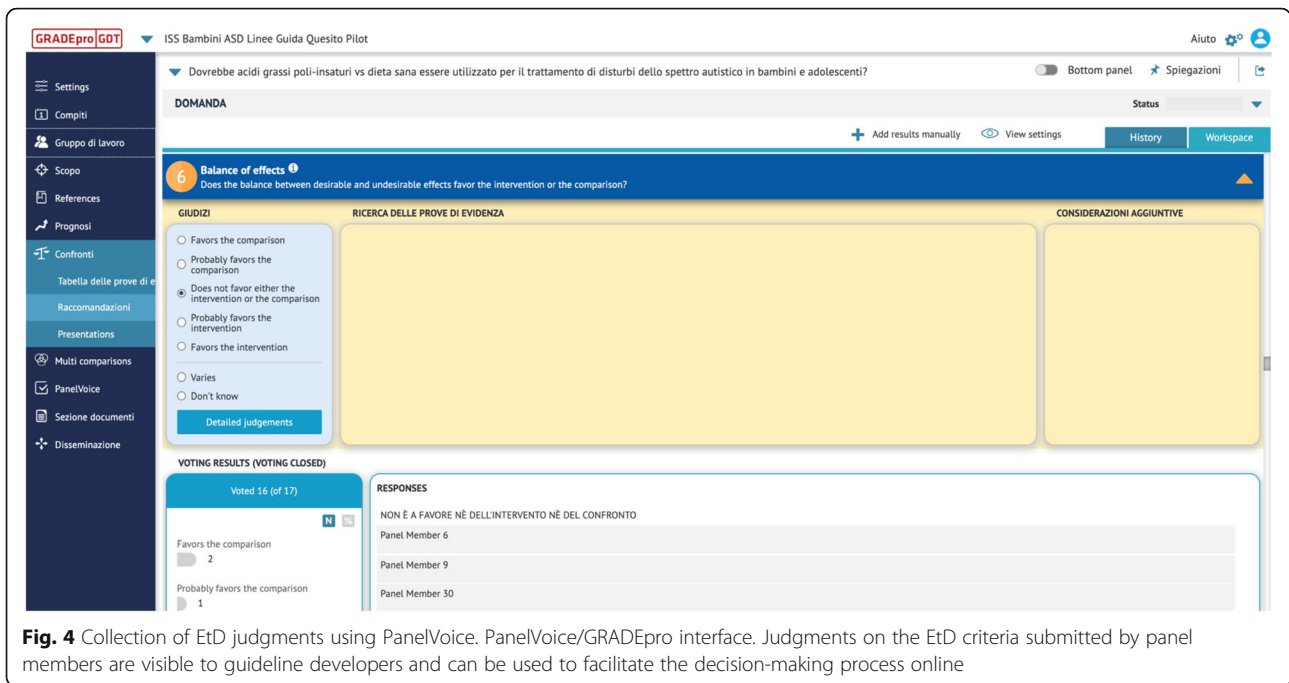 GRADEpro GDT
ISS Bambini ASD Linee Guida Quesito Pilot
Aiuto
Settings
Compiti
Gruppo di lavoro
Scopo
References
Prognosi
Confronti
Tabella delle prove di e
Raccomandazioni
Presentations
Multi comparisons
PanelVoice
Sezione documenti
Disseminazione
Dovrebbe acidi grassi poli-insaturi vs dieta sana essere utilizzato per il trattamento di disturbi dello spettro autistico in bambini e adolescenti?
Bottom panel
Spiegazioni
DOMANDA
Status
Add results manually
View settings
History
Workspace
6
Balance of effects
Does the balance between desirable and undesirable effects favor the intervention or the comparison?
GIUDIZI
RICERCA DELLE PROVE DI EVIDENZA
CONSIDERAZIONI AGGIUNTIVE
Favors the comparison
Probably favors the
comparison
Does not favor either the
intervention or the comparison
Probably favors the
intervention
Favors the intervention
Varies
Don't know
Detailed judgements
VOTING RESULTS (VOTING CLOSED)
Voted 16 (of 17)
N %
Favors the comparison
2
Probably favors the comparison
1
RESPONSES
NON È A FAVORE NÈ DELL'INTERVENTO NÈ DEL CONFRONTO
Panel Member 6
Panel Member 9
Panel Member 30
Fig. 4 Collection of EtD judgments using PanelVoice. PanelVoice/GRADEpro interface. Judgments on the EtD criteria submitted by panel
members are visible to guideline developers and can be used to facilitate the decision-making process online